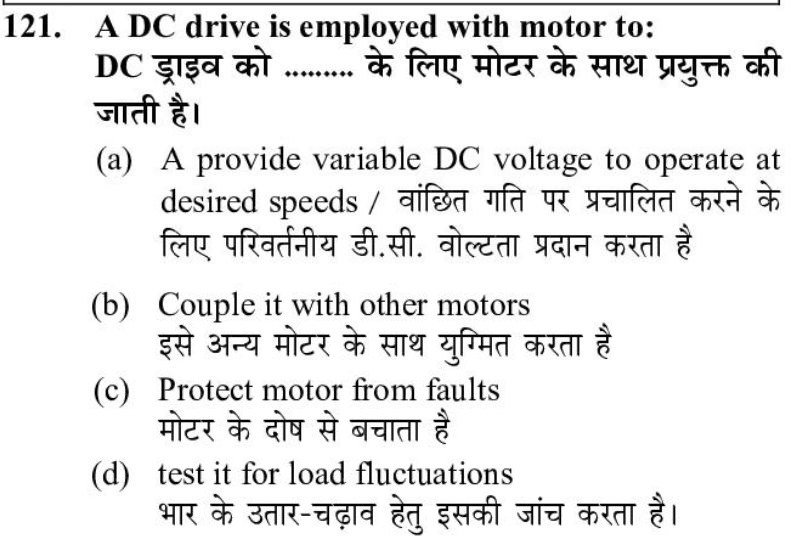 121. A DC drive is employed with motor to:
DC ड्राइव को ......... के लिए मोटर के साथ प्रयुक्त की
जाती है।
(a) A provide variable DC voltage to operate at
desired speeds / वांछित गति पर प्रचालित करने के
लिए परिवर्तनीय डी.सी. वोल्टता प्रदान करता है
(b) Couple it with other motors
इसे अन्य मोटर के साथ युग्मित करता है
(c) Protect motor from faults
मोटर के दोष से बचाता है
(d) test it for load fluctuations
भार के उतार-चढ़ाव हेतु इसकी जांच करता है।